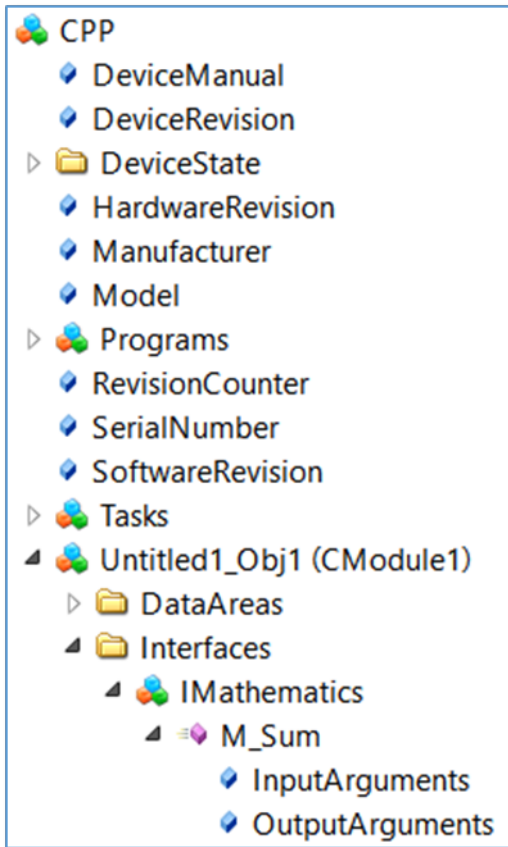 CPP
DeviceManual
DeviceRevision
DeviceState
HardwareRevision
Manufacturer
Model
Programs
RevisionCounter
SerialNumber
SoftwareRevision
Tasks
Untitled1_Obj1 (CModule1)
DataAreas
Interfaces
IMathematics
M_Sum
InputArguments
OutputArguments